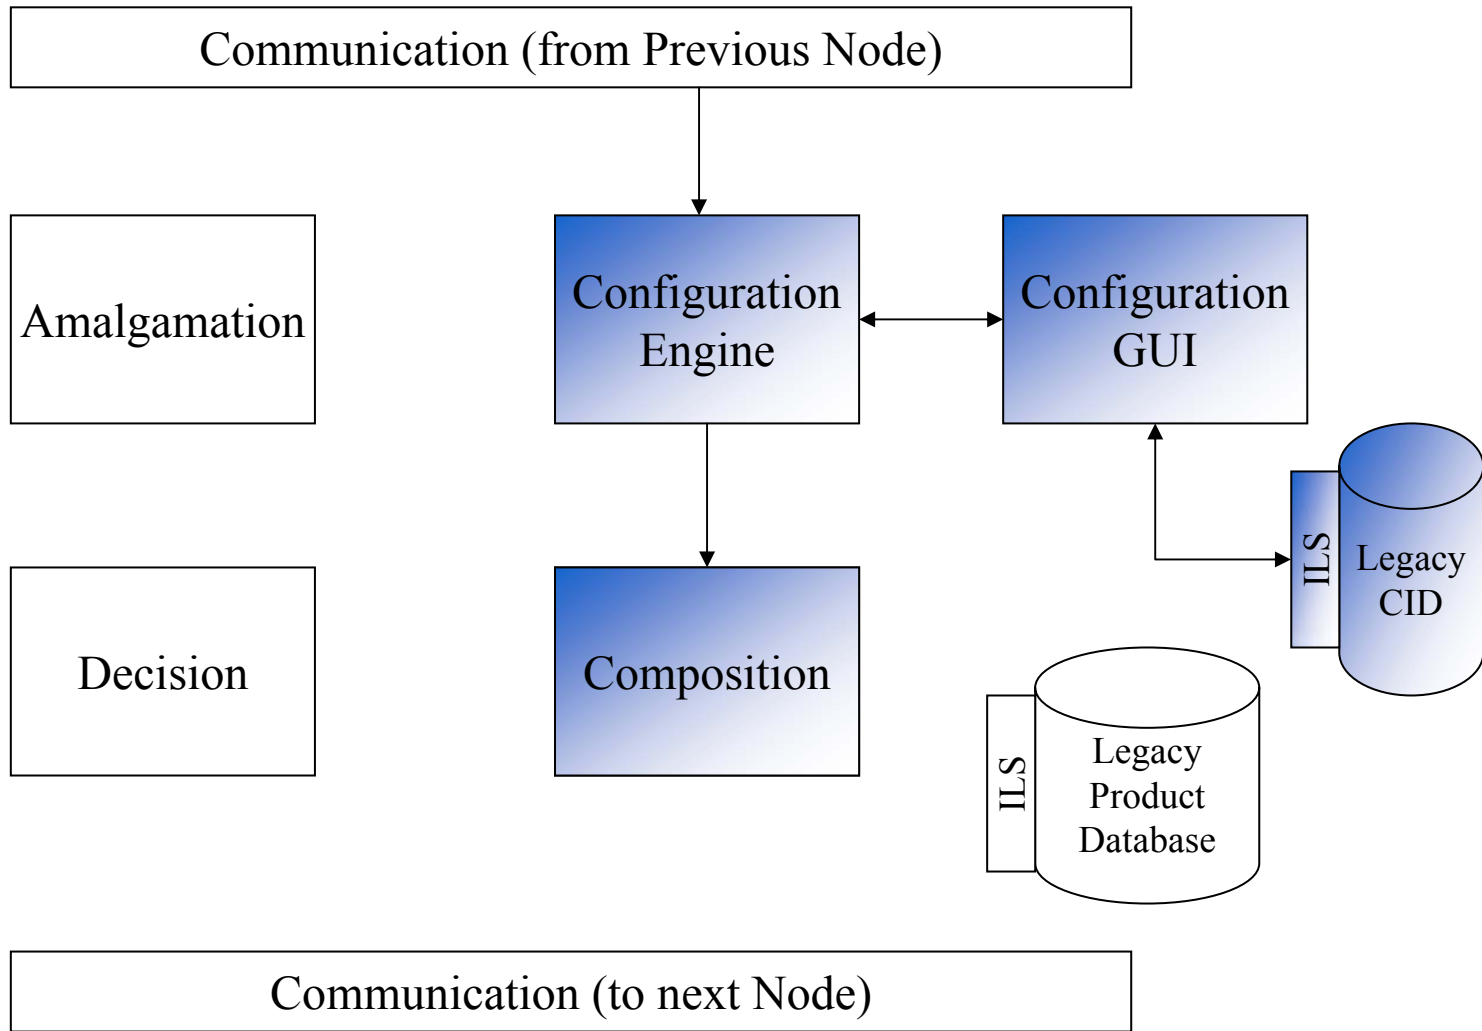 Communication (from Previous Node)
Amalgamation
Configuration
Engine
Configuration
GUI
ILS
Legacy
CID
Decision
Composition
ILS
Legacy
Product
Database
Communication (to next Node)